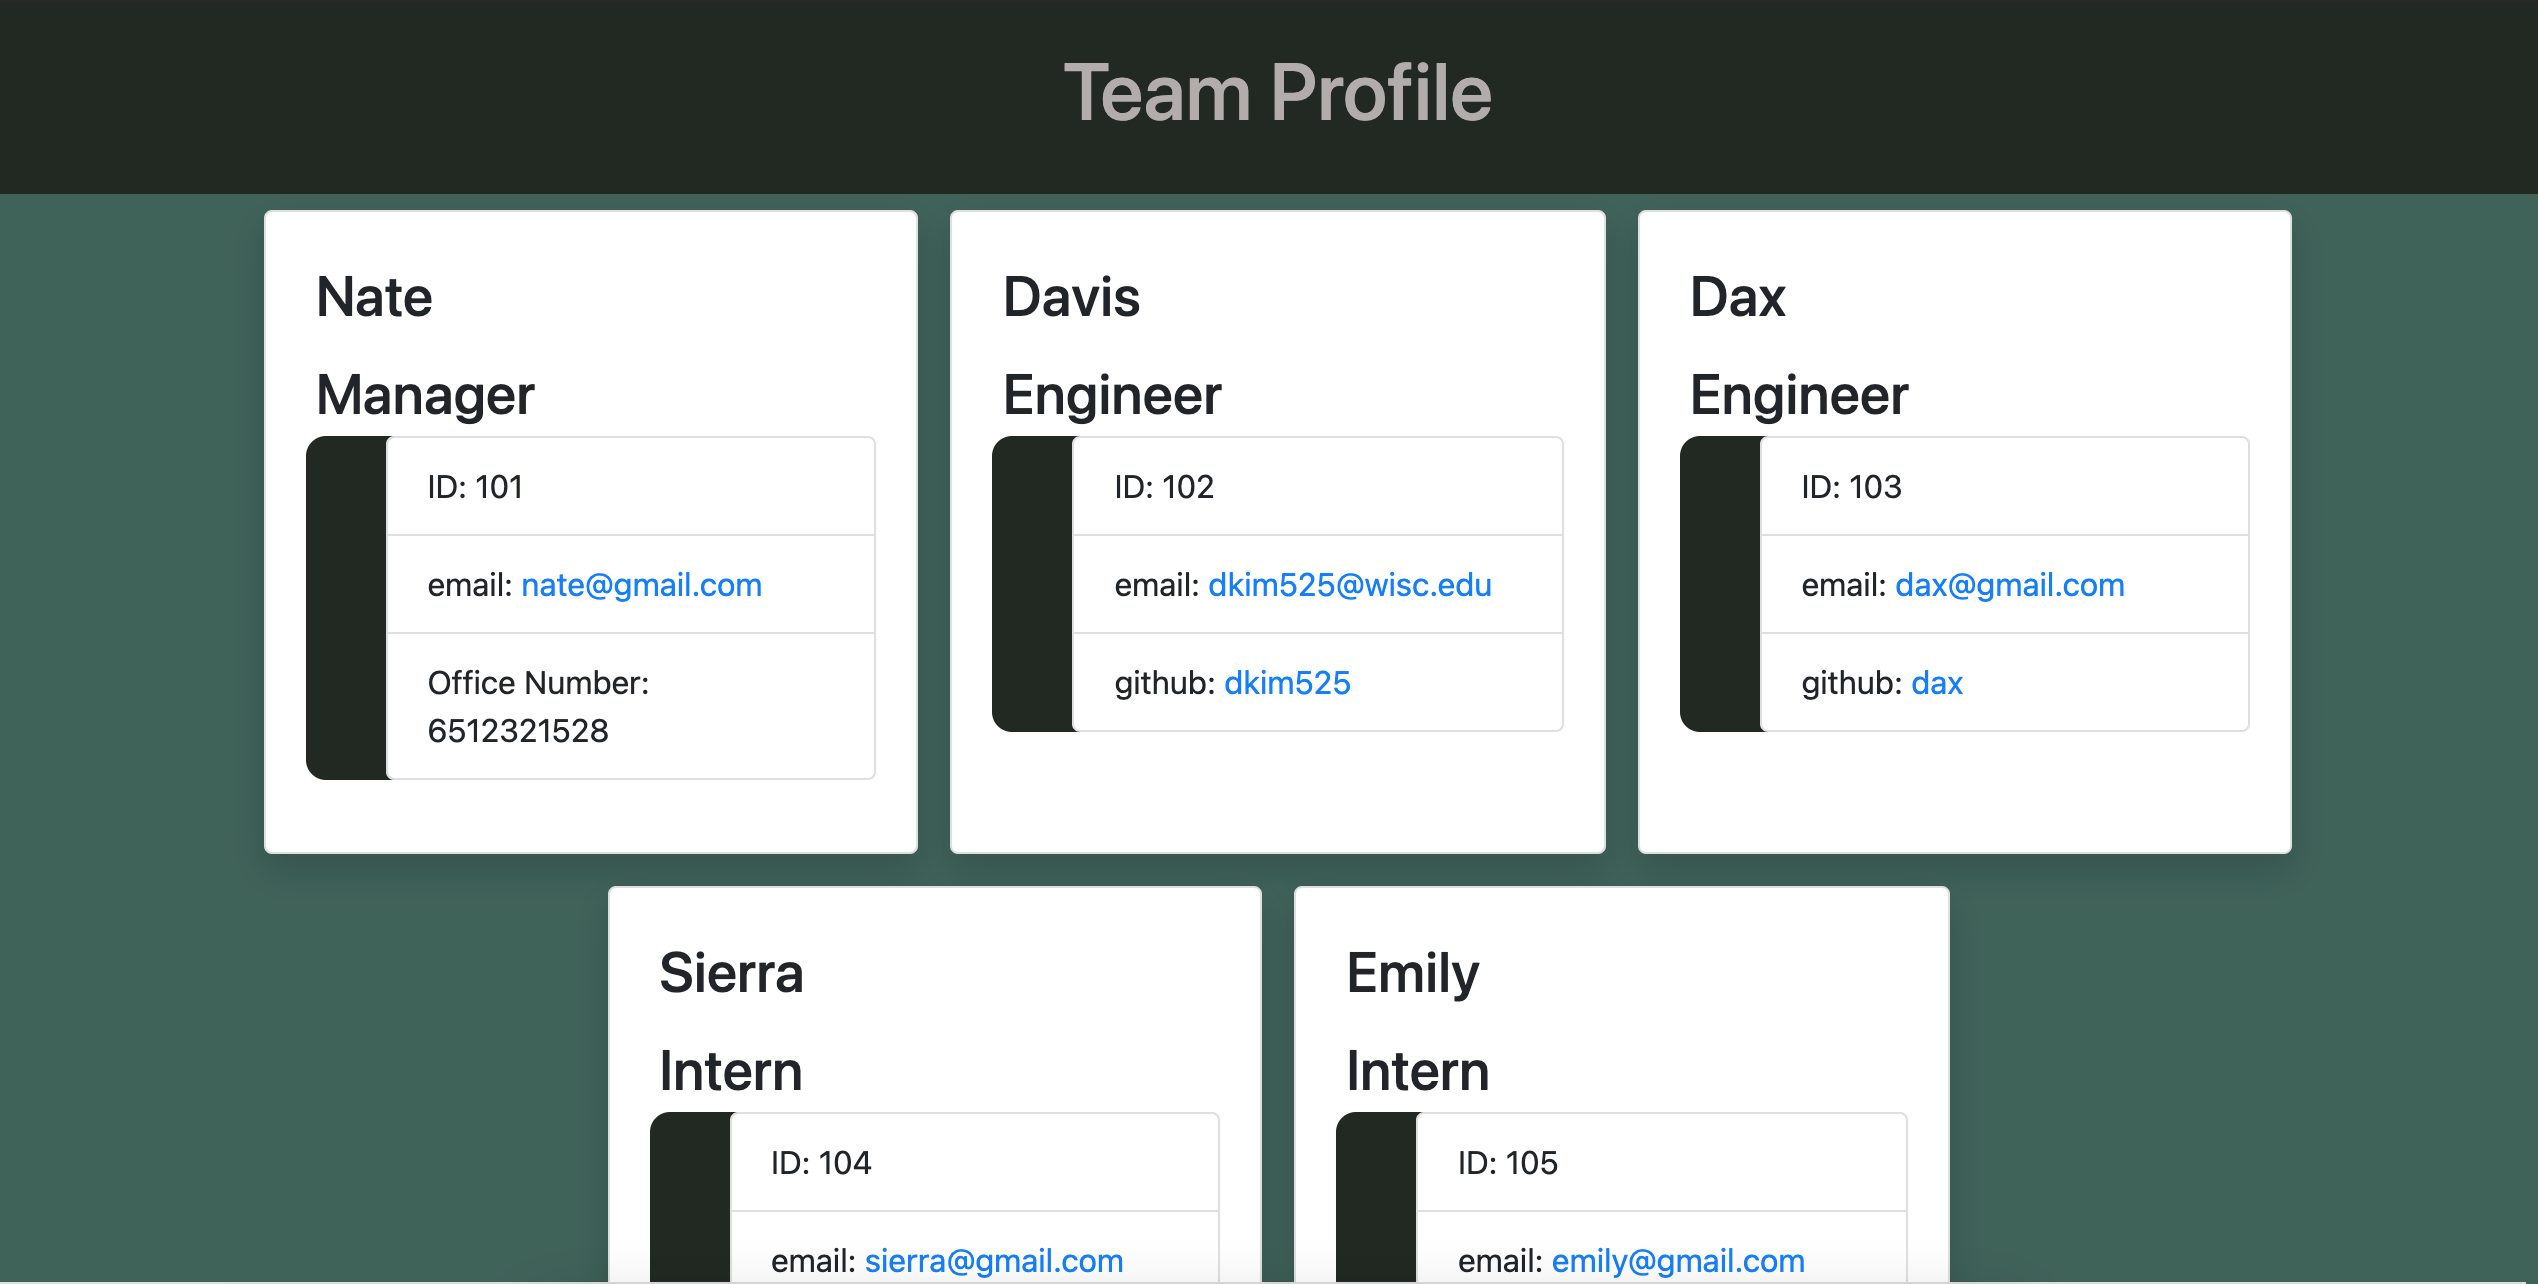 Team Profile
Nate
Manager
ID: 101
email: nate@gmail.com
Office Number:
6512321528
Davis
Engineer
ID: 102
email: dkim525@wisc.edu
github: dkim525
Dax
Engineer
ID: 103
email: dax@gmail.com
github: dax
Sierra
Intern
ID: 104
email: sierra@gmail.com
Emily
Intern
ID: 105
email: emily@gmail.com